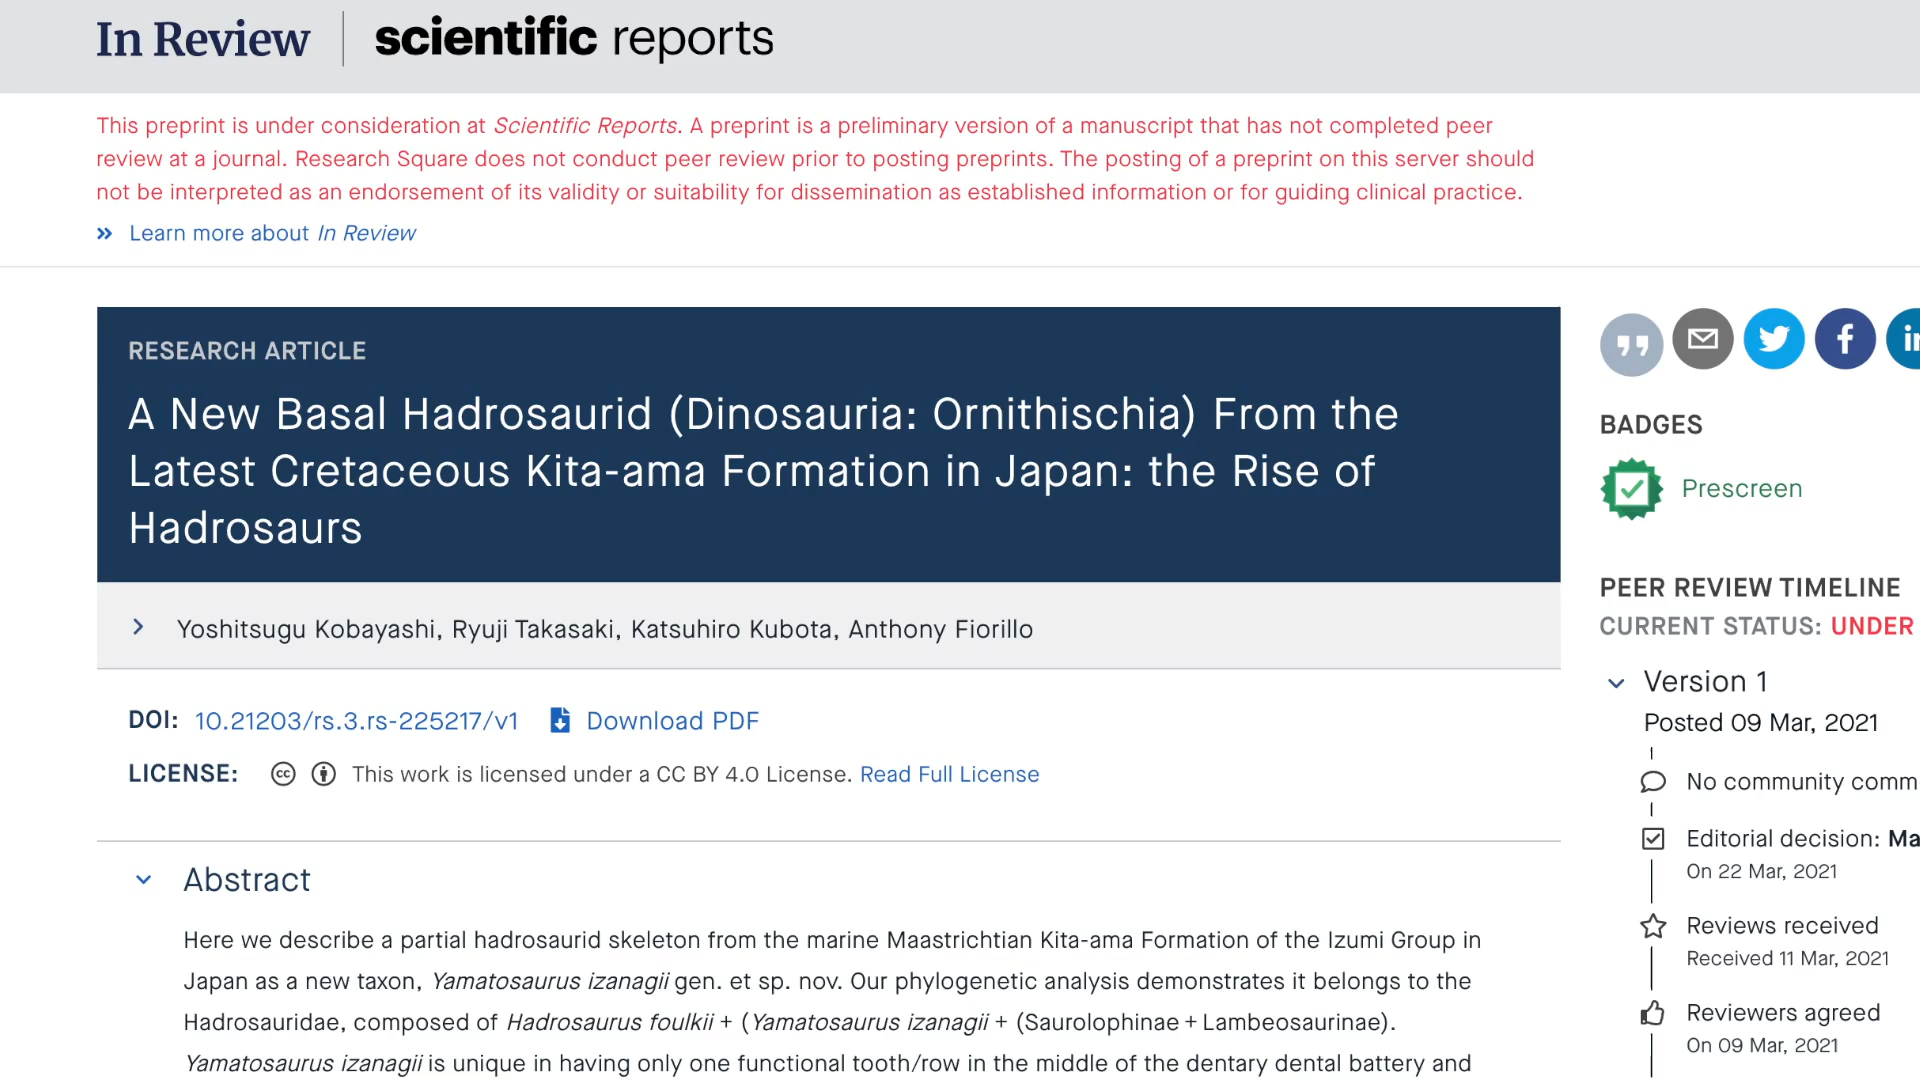 In Review | scientific reports
This preprint is under consideration at Scientific Reports. A preprint is a preliminary version of a manuscript that has not completed peer
review at a journal. Research Square does not conduct peer review prior to posting preprints. The posting of a preprint on this server should
not be interpreted as an endorsement of its validity or suitability for dissemination as established information or for guiding clinical practice.
» Learn more about In Review
RESEARCH ARTICLE
A New Basal Hadrosaurid (Dinosauria: Ornithischia) From the
Latest Cretaceous Kita-ama Formation in Japan: the Rise of
Hadrosaurs
Yoshitsugu Kobayashi, Ryuji Takasaki, Katsuhiro Kubota, Anthony Fiorillo
DOI: 10.21203/rs.3.rs-225217/v1 Download PDF
LICENSE: This work is licensed under a CC BY 4.0 License. Read Full License
Abstract
Here we describe a partial hadrosaurid skeleton from the marine Maastrichtian Kita-ama Formation of the Izumi Group in
Japan as a new taxon, Yamatosaurus izanagii gen. et sp. nov. Our phylogenetic analysis demonstrates it belongs to the
Hadrosauridae, composed of Hadrosaurus foulkii + (Yamatosaurus izanagii + (Saurolophinae + Lambeosaurinae).
Yamatosaurus izanagii is unique in having only one functional tooth/row in the middle of the dentary dental battery and
BADGES
Prescreen
PEER REVIEW TIMELINE
CURRENT STATUS: UNDER
Version 1
Posted 09 Mar, 2021
No community comm
Editorial decision: Ma
On 22 Mar, 2021
Reviews received
Received 11 Mar, 2021
Reviewers agreed
On 09 Mar, 2021